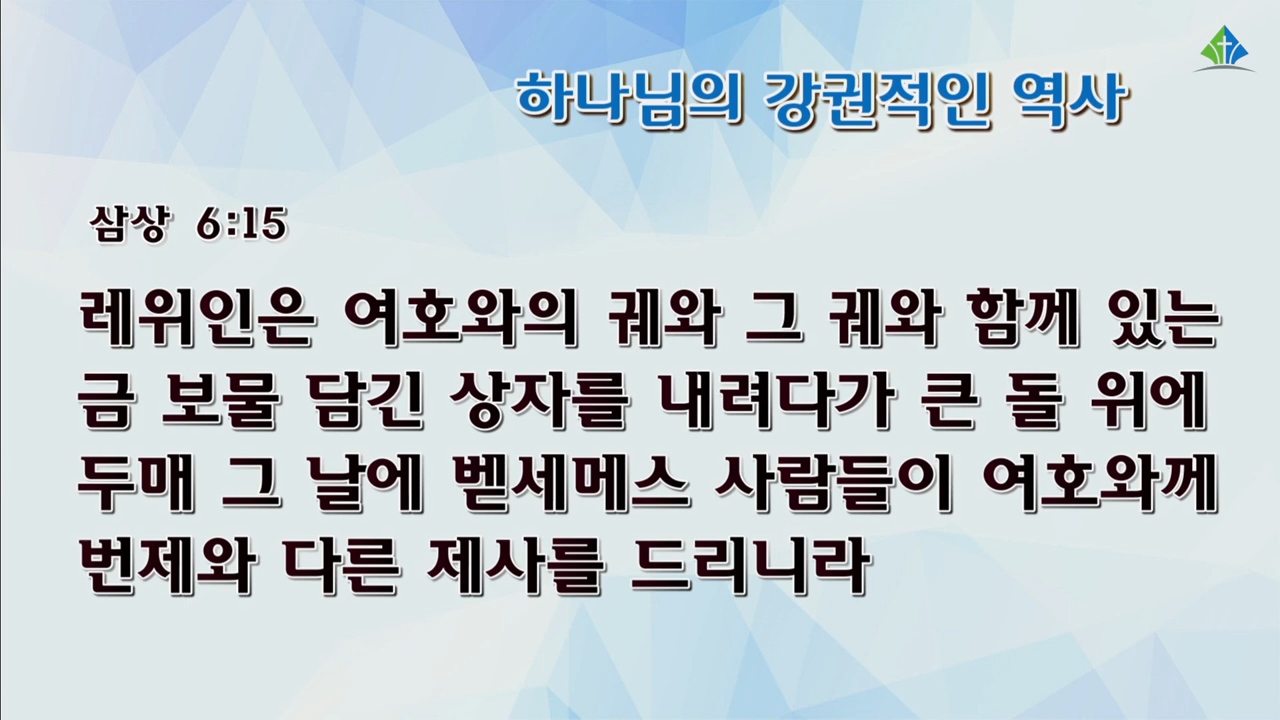 하나님의 강권적인 역사
삼상 6:15
레위인은 여호와의 궤와 그 궤와 함께 있는
금 보물 담긴 상자를 내려다가 큰 돌 위에
두매 그 날에 벧세메스 사람들이 여호와께
번제와 다른 제사를 드리니라